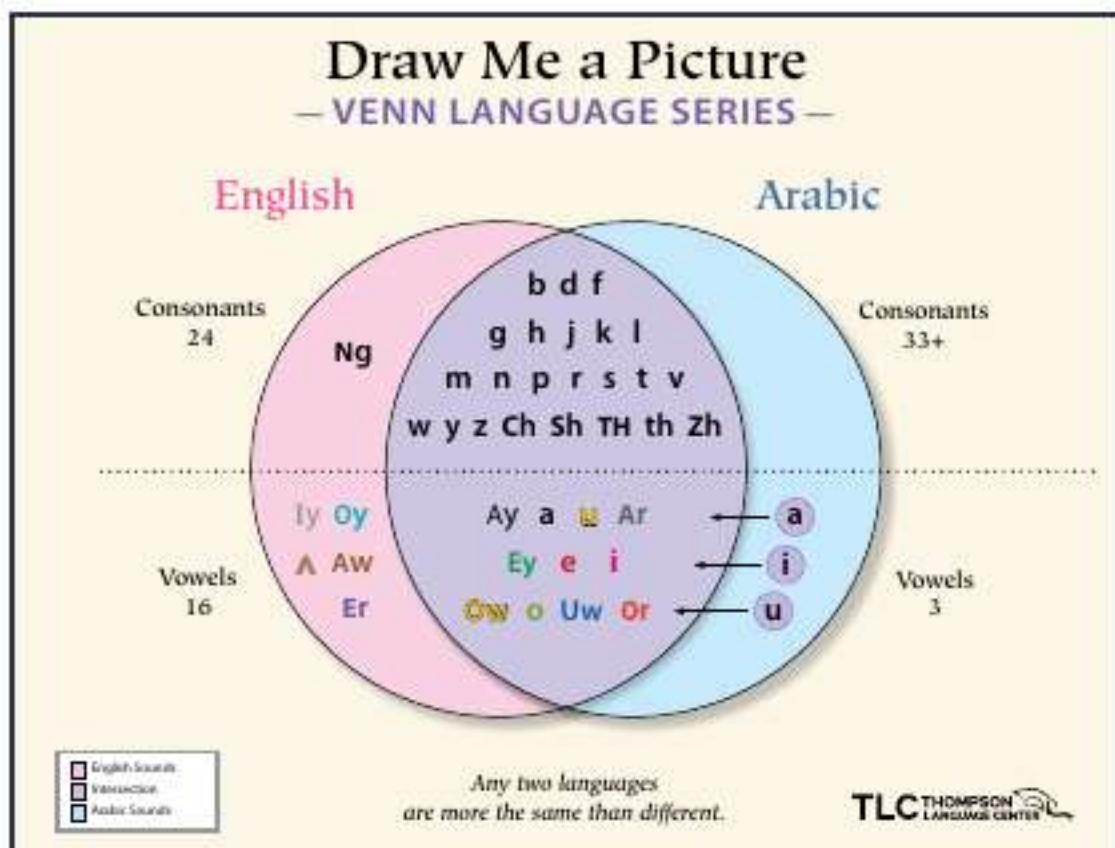 Draw Me a Picture
— VENN LANGUAGE SERIES —
English
Arabic
Consonants
24
Consonants
33+
Ng
b d f
g h j k l
m n p r s t v
w y z Ch Sh TH th Zh
Iy Oy
Ʌ Aw
Er
Ay a u Ar
Ey e i
Ow o Uw Or
a
i
u
Vowels
16
Vowels
3
English Sounds
Intersection
Arabic Sounds
Any two languages
are more the same than different.
TLC THOMPSON
LANGUAGE CENTER